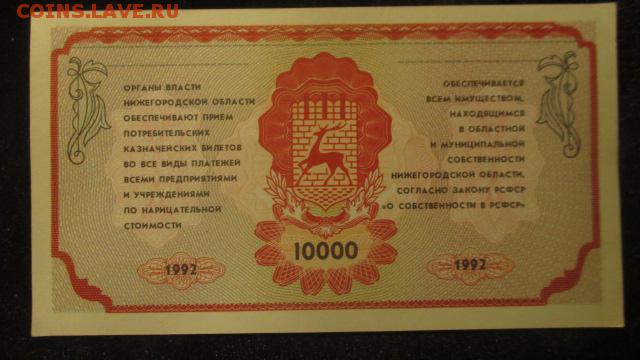 COINS.LAVE.RU
ОРГАНЫ ВЛАСТИ
НИЖЕГОРОДСКОЙ ОБЛАСТИ
ОБЕСПЕЧИВАЮТ ПРИЕМ
ПОТРЕБИТЕЛЬСКИХ
КАЗНАЧЕЙСКИХ БИЛЕТОВ
ВО ВСЕ ВИДЫ ПЛАТЕЖЕЙ
ВСЕМИ ПРЕДПРИЯТИЯМИ
И УЧРЕЖДЕНИЯМИ
ПО НАРИЦАТЕЛЬНОЙ
СТОИМОСТИ
1992
10000
ОБЕСПЕЧИВАЕТСЯ
ВСЕМ ИМУЩЕСТВОМ,
НАХОДЯЩИМСЯ
В ОБЛАСТНОЙ
И МУНИЦИПАЛЬНОЙ
СОБСТВЕННОСТИ
НИЖЕГОРОДСКОЙ ОБЛАСТИ,
СОГЛАСНО ЗАКОНУ РСФСР
«О СОБСТВЕННОСТИ В РСФСР»
1992